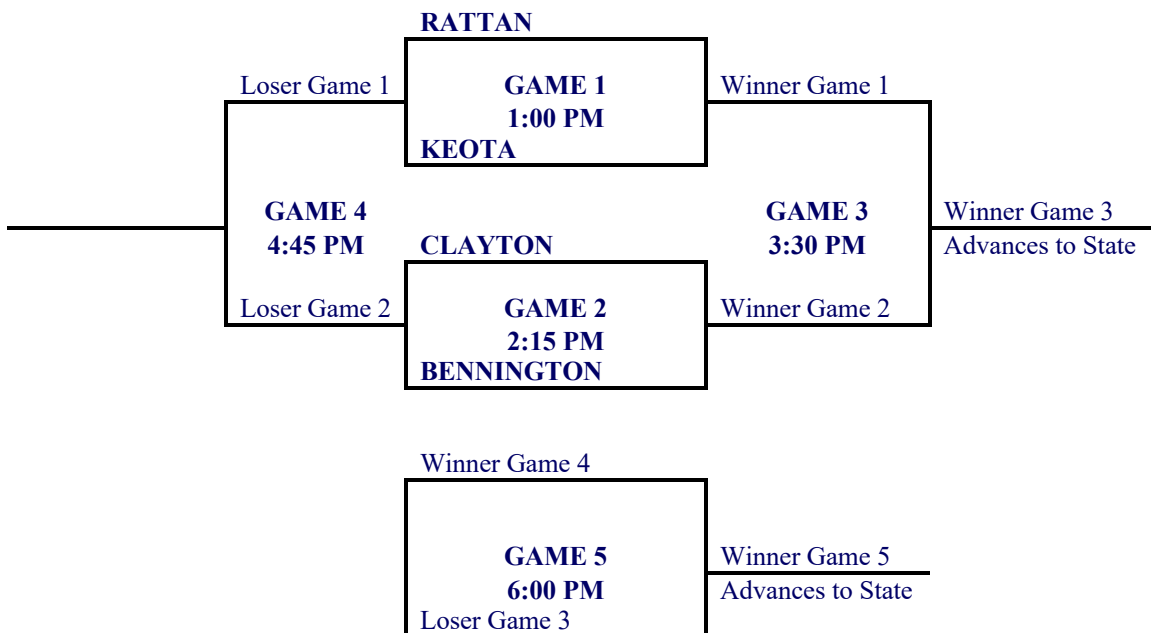 RATTAN
Loser Game 1
GAME 1
Winner Game 1
1:00 PM
KEOTA
GAME 4
GAME 3
Winner Game 3
4:45 PM
CLAYTON
3:30 PM
Advances to State
Loser Game 2
GAME 2
Winner Game 2
2:15 PM
BENNINGTON
Winner Game 4
GAME 5
Winner Game 5
6:00 PM
Advances to State
Loser Game 3